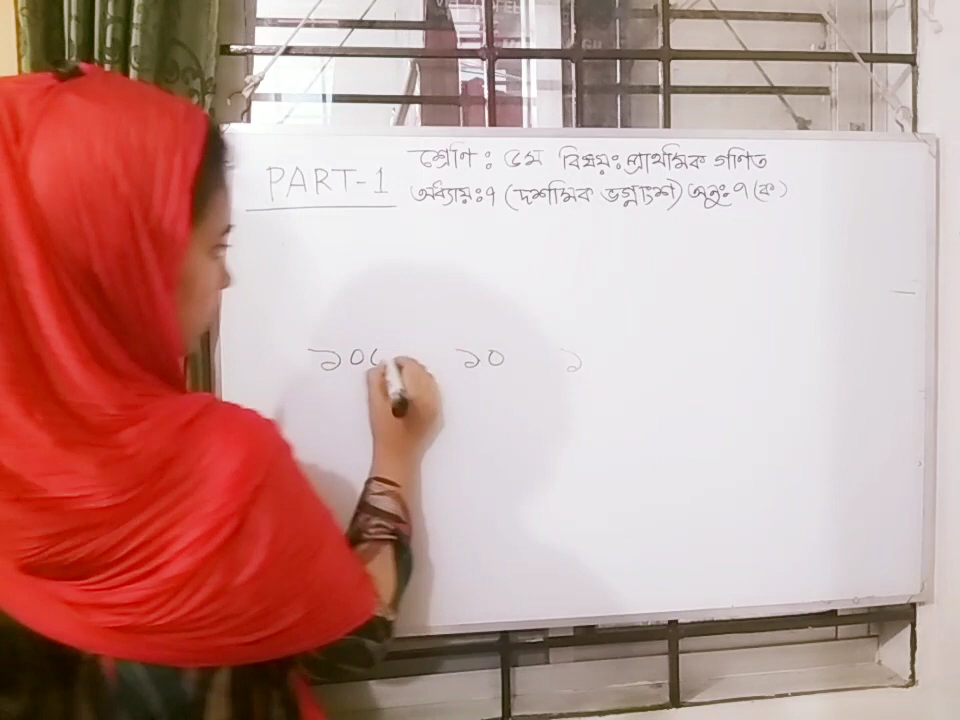 PART-1
শ্রেণি : ৫ম বিষয়ঃ প্রাথমিক গণিত
অধ্যায়ঃ ৭ (দশমিক ভগ্নাংশ) অনুঃ ৭ (ক)
১০০ ১০ ১